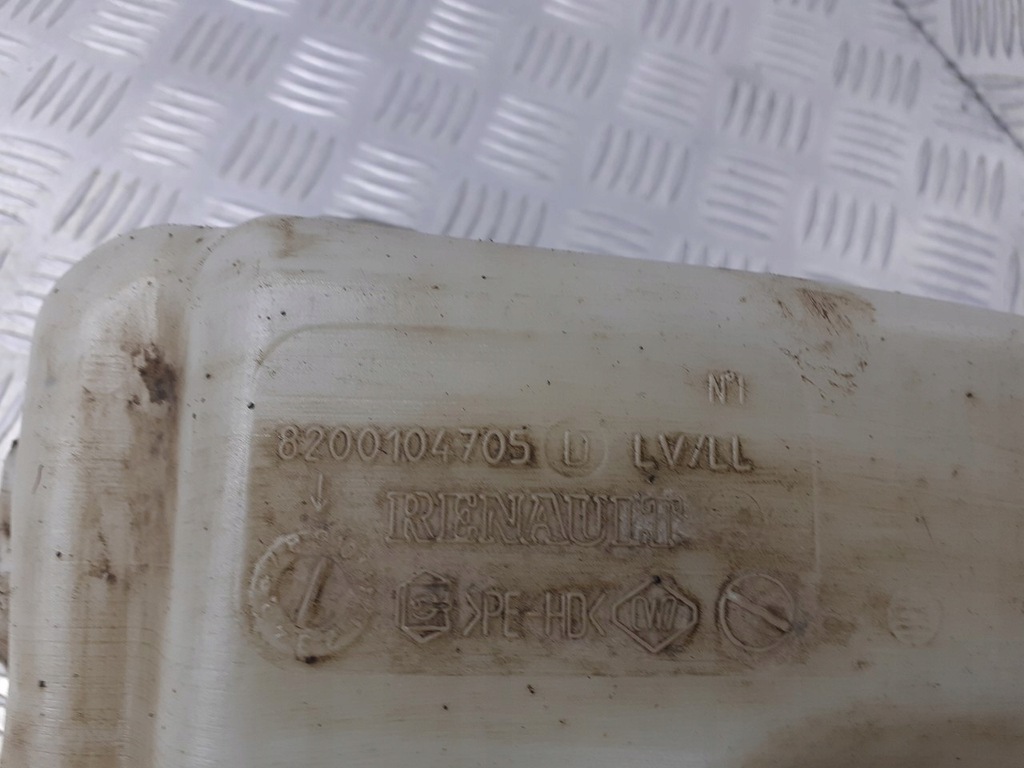 N°1
8200104705 LV/LL
RENAULT
>PE-HD<